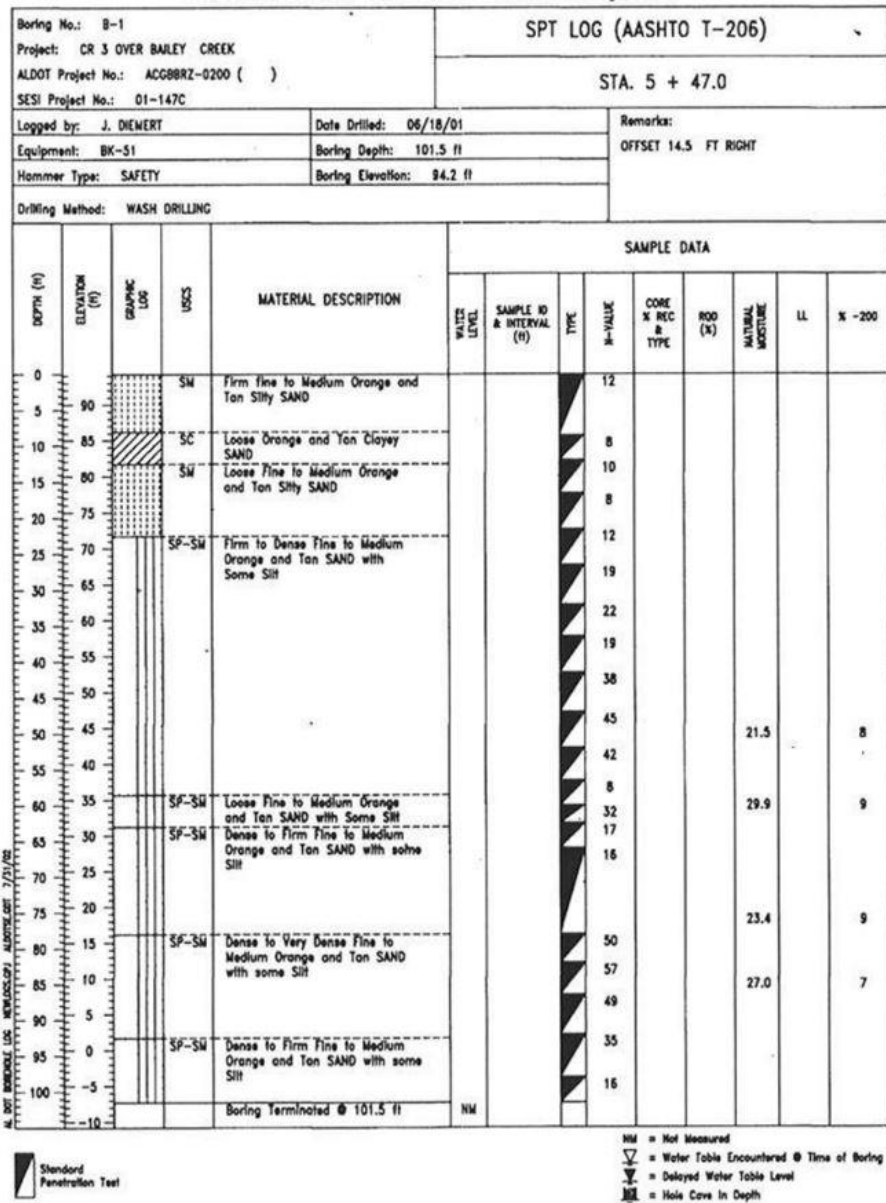 Boring No.: B-1
Project: CR 3 OVER BAILEY CREEK
ALDOT Project No.: ACGBBRZ-0200 ( )
SESI Project No.: 01-147C
SPT LOG (AASHTO T-206)
STA. 5 + 47.0
Logged by: J. DIEMERT
Date Drilled: 06/18/01
Remarks:
Equipment: BK-51
Boring Depth: 101.5 ft
OFFSET 14.5 FT RIGHT
Hammer Type: SAFETY
Boring Elevation: 94.2 ft
Drilling Method: WASH DRILLING
SAMPLE DATA
DEPTH (ft)
ELEVATION (ft)
GRAPHIC LOG
USCS
MATERIAL DESCRIPTION
WATER LEVEL
SAMPLE ID & INTERVAL (ft)
TYPE
N-VALUE
CORE % REC & TYPE
RQD (%)
NATURAL MOISTURE
LL
% -200
0
5
10
15
20
25
30
35
40
45
50
55
60
65
70
75
80
85
90
95
100
90
85
80
75
70
65
60
55
50
45
40
35
30
25
20
15
10
5
0
-5
-10
SM Firm fine to Medium Orange and
Tan Silty SAND
SC Loose Orange and Tan Clayey
SAND
SM Loose Fine to Medium Orange
and Tan Silty SAND
SP-SM Firm to Dense Fine to Medium
Orange and Tan SAND with
Some Silt
SP-SM Loose Fine to Medium Orange
and Tan SAND with Some Silt
SP-SM Dense to Firm Fine to Medium
Orange and Tan SAND with some
Silt
SP-SM Dense to Very Dense Fine to
Medium Orange and Tan SAND
with some Silt
SP-SM Dense to Firm Fine to Medium
Orange and Tan SAND with some
Silt
Boring Terminated @ 101.5 ft
NM
12
8
10
8
12
19
22
19
38
45
42
8
32
17
16
50
57
49
35
16
21.5 8
29.9 9
23.4 9
27.0 7
AL DOT BOREHOLE LOG NEWLOGS.GPJ ALDOTSE.GDT 7/31/02
Standard
Penetration Test
NM = Not Measured
= Water Table Encountered @ Time of Boring
= Delayed Water Table Level
= Hole Cave In Depth